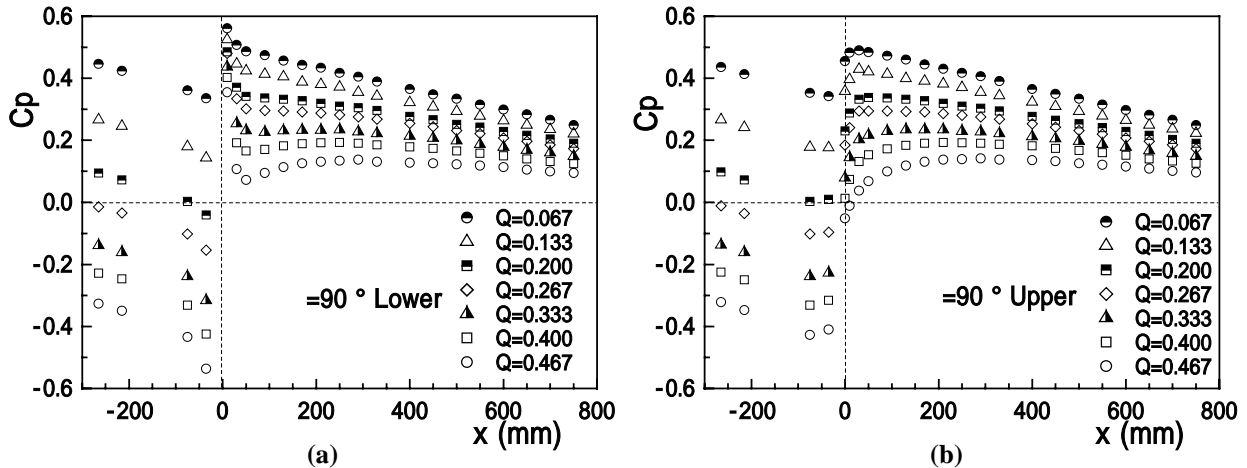 0.6
0.4
0.2
0.0
-0.2
-0.4
-0.6
Cp
Q=0.067
Q=0.133
Q=0.200
Q=0.267
Q=0.333
Q=0.400
Q=0.467
=90 ° Lower
-200 0 200 400 600 800
x (mm)
(a)
0.6
0.4
0.2
0.0
-0.2
-0.4
-0.6
Cp
Q=0.067
Q=0.133
Q=0.200
Q=0.267
Q=0.333
Q=0.400
Q=0.467
=90 ° Upper
-200 0 200 400 600 800
x (mm)
(b)